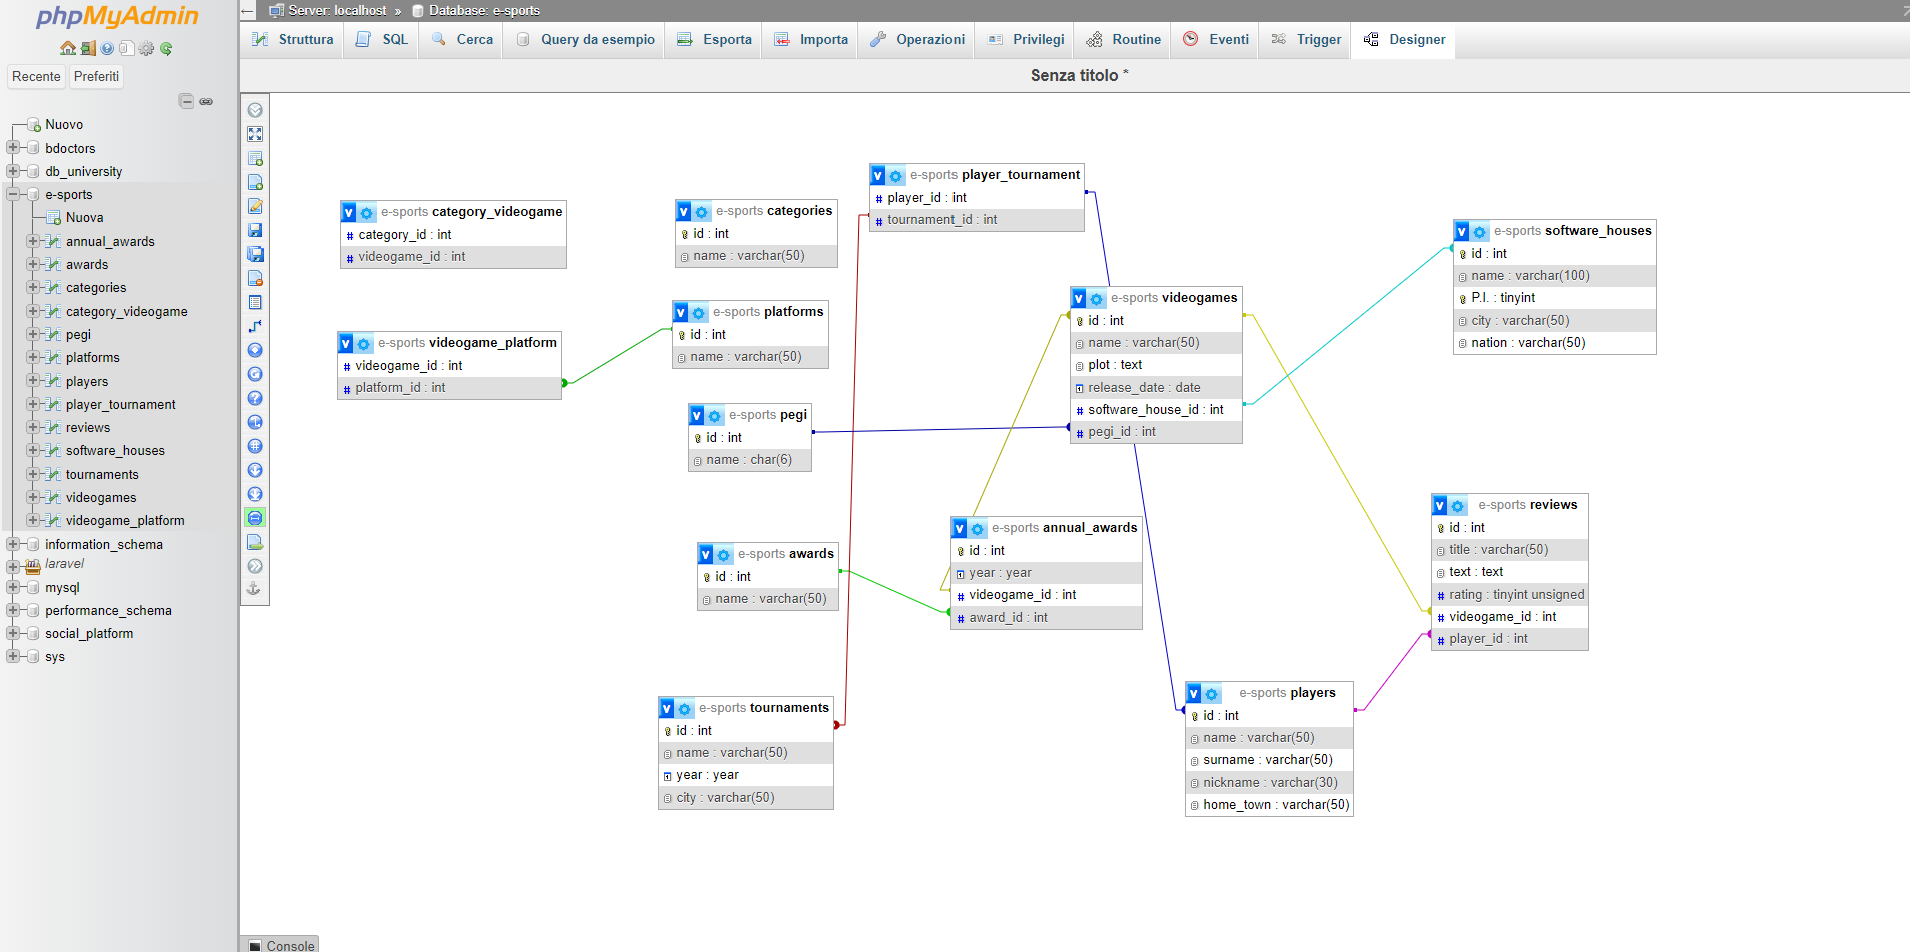 phpMyAdmin
Recente Preferiti
Nuovo
bdoctors
db_university
e-sports
Nuova
annual_awards
awards
categories
category_videogame
pegi
platforms
players
player_tournament
reviews
software_houses
tournaments
videogames
videogame_platform
information_schema
laravel
mysql
performance_schema
social_platform
sys
Server: localhost » Database: e-sports
Struttura SQL Cerca Query da esempio Esporta Importa Operazioni Privilegi Routine Eventi Trigger Designer
Senza titolo *
e-sports category_videogame
category_id : int
videogame_id : int
e-sports categories
id : int
name : varchar(50)
e-sports player_tournament
player_id : int
tournament_id : int
e-sports software_houses
id : int
name : varchar(100)
P.I. : tinyint
city : varchar(50)
nation : varchar(50)
e-sports videogame_platform
videogame_id : int
platform_id : int
e-sports platforms
id : int
name : varchar(50)
e-sports videogames
id : int
name : varchar(50)
plot : text
release_date : date
software_house_id : int
pegi_id : int
e-sports pegi
id : int
name : char(6)
e-sports awards
id : int
name : varchar(50)
e-sports annual_awards
id : int
year : year
videogame_id : int
award_id : int
e-sports reviews
id : int
title : varchar(50)
text : text
rating : tinyint unsigned
videogame_id : int
player_id : int
e-sports tournaments
id : int
name : varchar(50)
year : year
city : varchar(50)
e-sports players
id : int
name : varchar(50)
surname : varchar(50)
nickname : varchar(30)
home_town : varchar(50)
Console